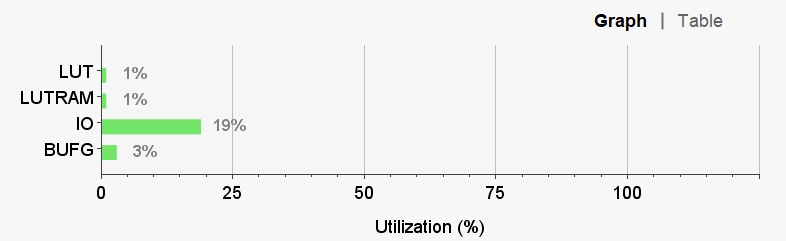 Graph | Table
LUT 1%
LUTRAM 1%
IO 19%
BUFG 3%
0 25 50 75 100
Utilization (%)